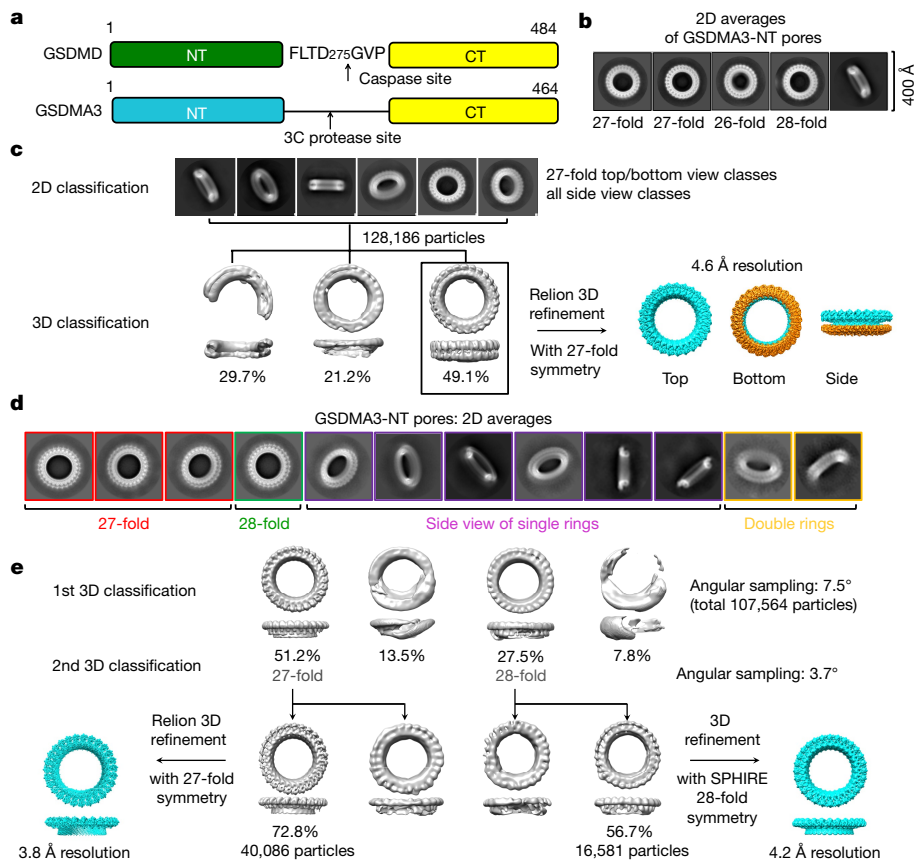 a
1
484
GSDMD
NT
FLTD275GVP
CT
Caspase site
1
464
GSDMA3
NT
CT
3C protease site
b
2D averages
of GSDMA3-NT pores
400 Å
27-fold 27-fold 26-fold 28-fold
c
2D classification
27-fold top/bottom view classes
all side view classes
128,186 particles
3D classification
29.7%
21.2%
49.1%
Relion 3D
refinement
With 27-fold
symmetry
4.6 Å resolution
Top
Bottom
Side
d
GSDMA3-NT pores: 2D averages
27-fold
28-fold
Side view of single rings
Double rings
e
1st 3D classification
Angular sampling: 7.5°
(total 107,564 particles)
51.2%
13.5%
27.5%
7.8%
2nd 3D classification
27-fold
28-fold
Angular sampling: 3.7°
Relion 3D
refinement
with 27-fold
symmetry
3D
refinement
with SPHIRE
28-fold
symmetry
72.8%
40,086 particles
56.7%
16,581 particles
3.8 Å resolution
4.2 Å resolution